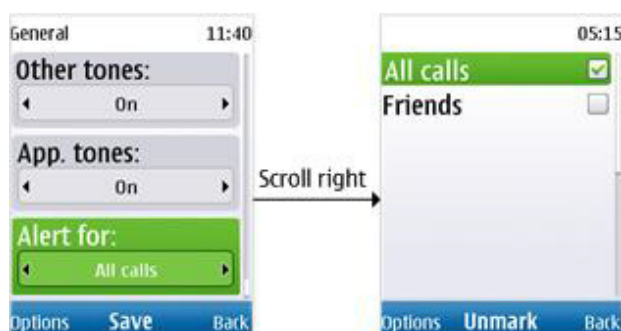 General 11:40
Other tones:
On
App. tones:
On
Alert for:
All calls
Options Save Back
Scroll right
05:15
All calls
Friends
Options Unmark Back